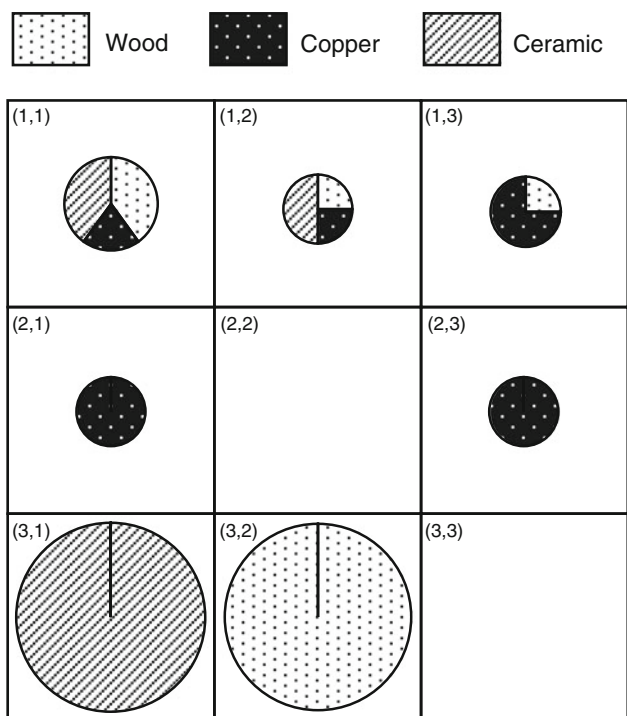 Wood Copper Ceramic
(1,1) (1,2) (1,3)
(2,1) (2,2) (2,3)
(3,1) (3,2) (3,3)